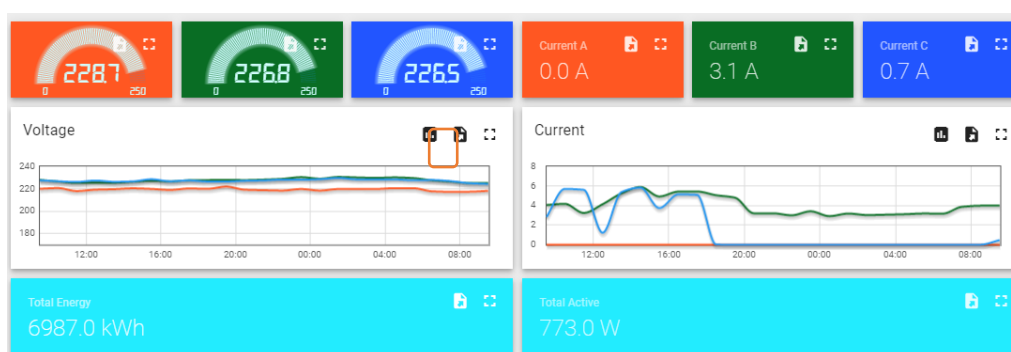 228.7
0 250
226.8
0 250
226.5
0 250
Current A
0.0 A
Current B
3.1 A
Current C
0.7 A
Voltage
240
220
200
180
12:00 16:00 20:00 00:00 04:00 08:00
Current
8
6
4
2
0
12:00 16:00 20:00 00:00 04:00 08:00
Total Energy
6987.0 kWh
Total Active
773.0 W